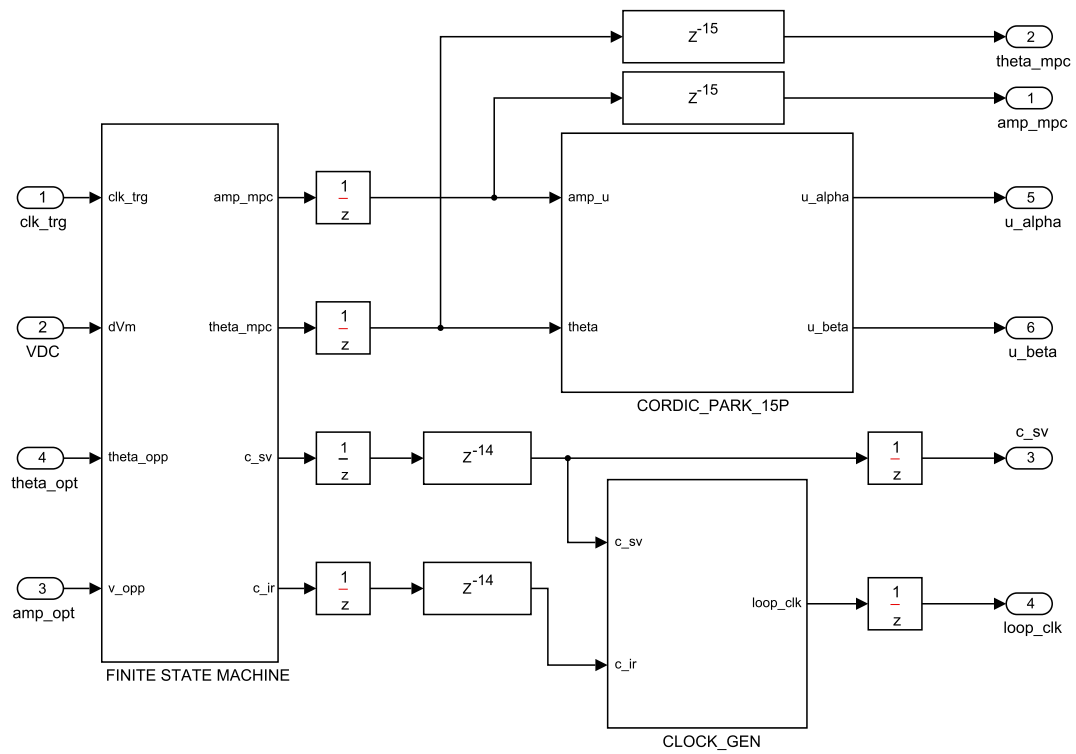 z-15
2
theta_mpc
z-15
1
amp_mpc
1
clk_trg
clk_trg
amp_mpc
1
z
amp_u
u_alpha
5
u_alpha
2
VDC
dVm
theta_mpc
1
z
theta
u_beta
6
u_beta
CORDIC_PARK_15P
4
theta_opt
theta_opp
c_sv
1
z
z-14
1
z
c_sv
3
c_sv
3
amp_opt
v_opp
c_ir
1
z
z-14
loop_clk
1
z
4
loop_clk
c_ir
FINITE STATE MACHINE
CLOCK_GEN